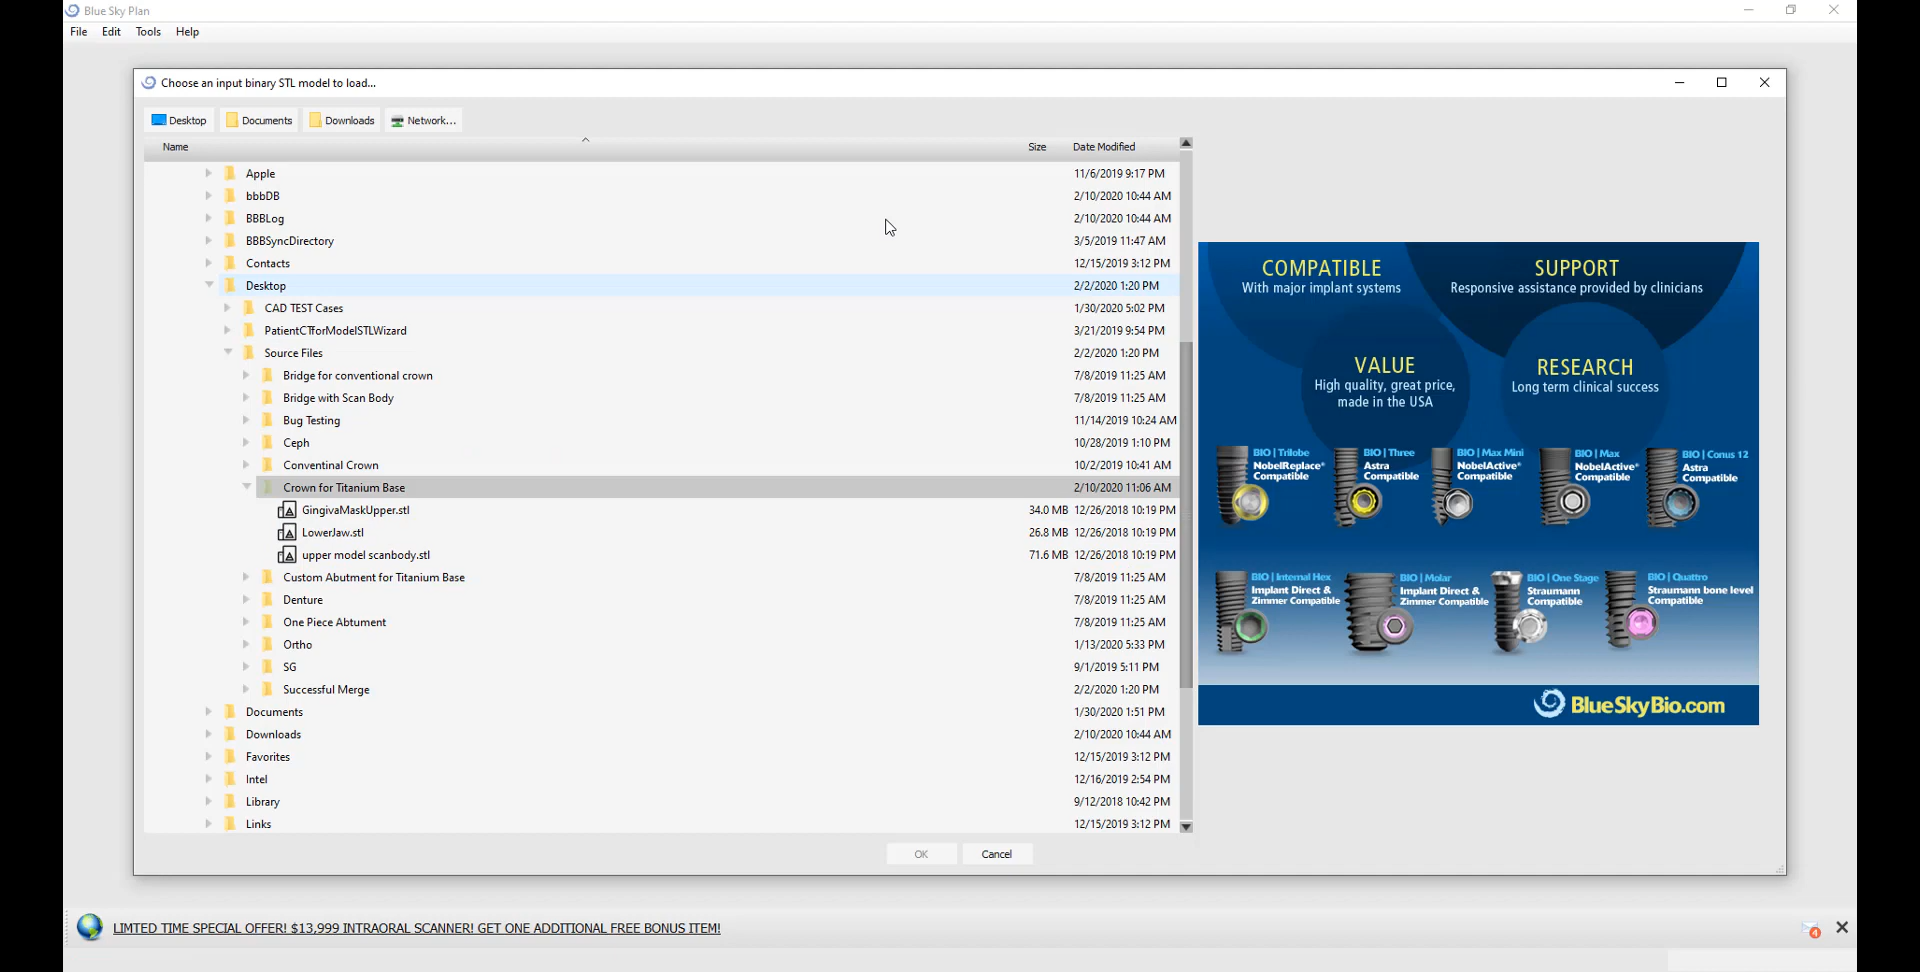 Blue Sky Plan
File Edit Tools Help
Choose an input binary STL model to load...
Desktop Documents Downloads Network...
Name Size Date Modified
Apple 11/6/2019 9:17 PM
bbbDB 2/10/2020 10:44 AM
BBBLog 2/10/2020 10:44 AM
BBBSyncDirectory 3/5/2019 11:47 AM
Contacts 12/15/2019 3:12 PM
Desktop 2/2/2020 1:20 PM
CAD TEST Cases 1/30/2020 5:02 PM
PatientCTforModelSTLWizard 3/21/2019 9:54 PM
Source Files 2/2/2020 1:20 PM
Bridge for conventional crown 7/8/2019 11:25 AM
Bridge with Scan Body 7/8/2019 11:25 AM
Bug Testing 11/14/2019 10:24 AM
Ceph 10/28/2019 1:10 PM
Conventinal Crown 10/2/2019 10:41 AM
Crown for Titanium Base 2/10/2020 11:06 AM
GingivaMaskUpper.stl 34.0 MB 12/26/2018 10:19 PM
LowerJaw.stl 26.8 MB 12/26/2018 10:19 PM
upper model scanbody.stl 71.6 MB 12/26/2018 10:19 PM
Custom Abutment for Titanium Base 7/8/2019 11:25 AM
Denture 7/8/2019 11:25 AM
One Piece Abtument 7/8/2019 11:25 AM
Ortho 1/13/2020 5:33 PM
SG 9/1/2019 5:11 PM
Successful Merge 2/2/2020 1:20 PM
Documents 1/30/2020 1:51 PM
Downloads 2/10/2020 10:44 AM
Favorites 12/15/2019 3:12 PM
Intel 12/16/2019 2:54 PM
Library 9/12/2018 10:42 PM
Links 12/15/2019 3:12 PM
OK Cancel
COMPATIBLE
With major implant systems
SUPPORT
Responsive assistance provided by clinicians
VALUE
High quality, great price,
made in the USA
RESEARCH
Long term clinical success
BIO | Trilobe
NobelReplace®
Compatible
BIO | Three
Astra
Compatible
BIO | Max Mini
NobelActive®
Compatible
BIO | Max
NobelActive®
Compatible
BIO | Conus 12
Astra
Compatible
BIO | Internal Hex
Implant Direct &
Zimmer Compatible
BIO | Molar
Implant Direct &
Zimmer Compatible
BIO | One Stage
Straumann
Compatible
BIO | Quattro
Straumann bone level
Compatible
BlueSkyBio.com
LIMTED TIME SPECIAL OFFER! $13,999 INTRAORAL SCANNER! GET ONE ADDITIONAL FREE BONUS ITEM!
4